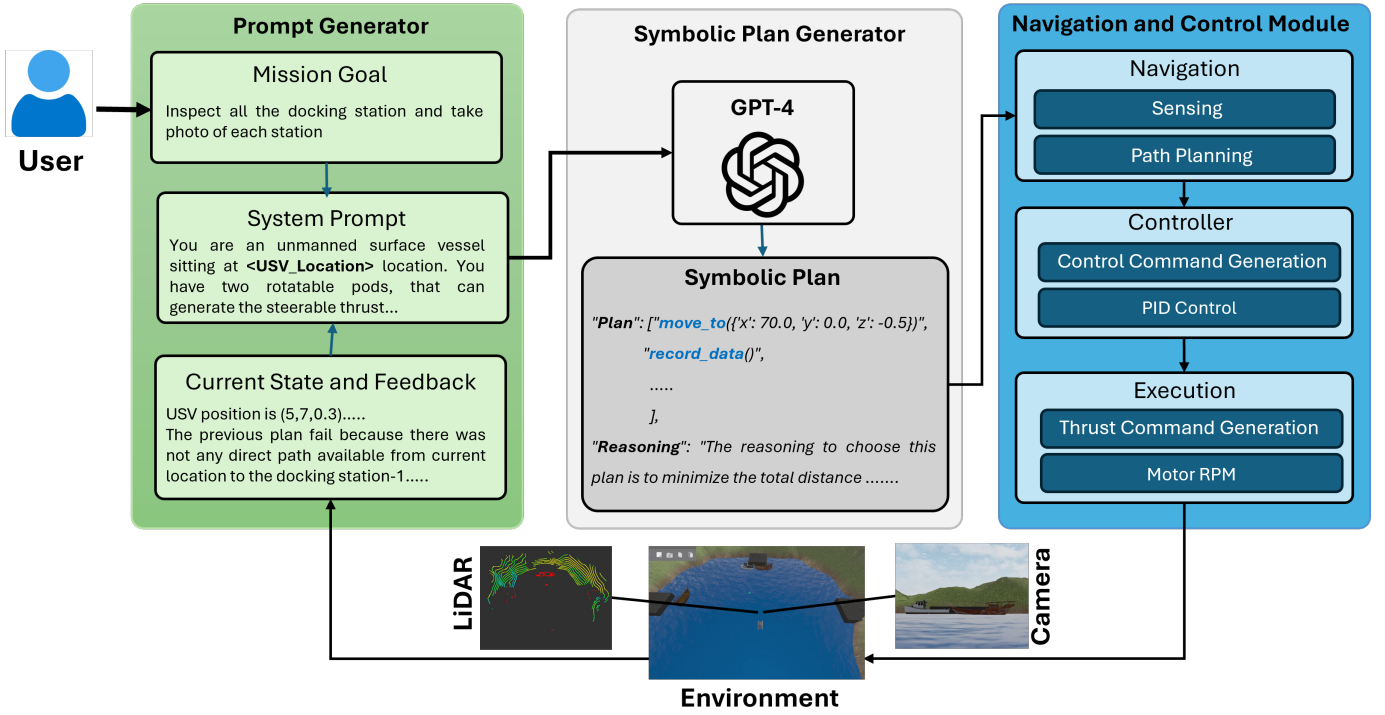 User
Prompt Generator
Mission Goal
Inspect all the docking station and take
photo of each station
System Prompt
You are an unmanned surface vessel
sitting at <USV_Location> location. You
have two rotatable pods, that can
generate the steerable thrust...
Current State and Feedback
USV position is (5,7,0.3).....
The previous plan fail because there was
not any direct path available from current
location to the docking station-1.....
Symbolic Plan Generator
GPT-4
Symbolic Plan
"Plan": ["move_to({'x': 70.0, 'y': 0.0, 'z': -0.5})",
"record_data()",
.....
],
"Reasoning": "The reasoning to choose this
plan is to minimize the total distance .......
Navigation and Control Module
Navigation
Sensing
Path Planning
Controller
Control Command Generation
PID Control
Execution
Thrust Command Generation
Motor RPM
LiDAR
Camera
Environment